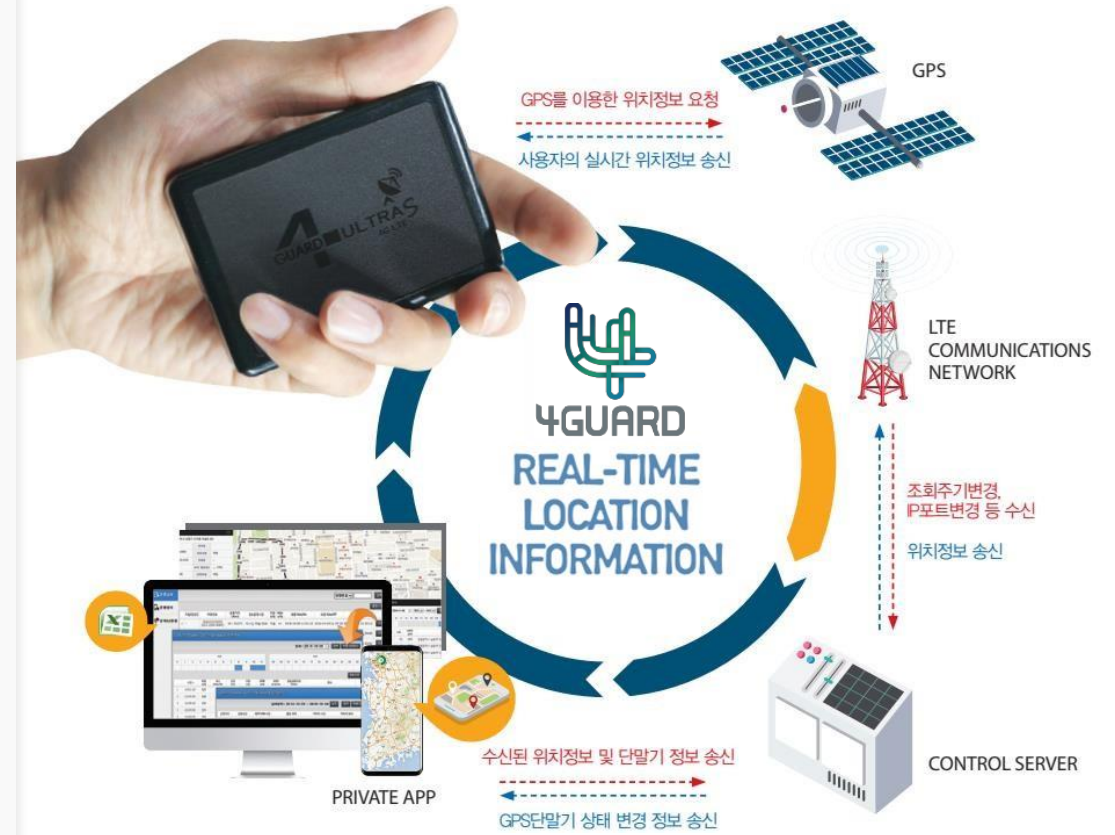 GPS를 이용한 위치정보 요청
사용자의 실시간 위치정보 송신
GPS
4
GUARD
ULTRAS
4G LTE
LTE
COMMUNICATIONS
NETWORK
4GUARD
REAL-TIME
LOCATION
INFORMATION
조회주기변경,
IP포트변경 등 수신
위치정보 송신
CONTROL SERVER
수신된 위치정보 및 단말기 정보 송신
GPS단말기 상태 변경 정보 송신
PRIVATE APP